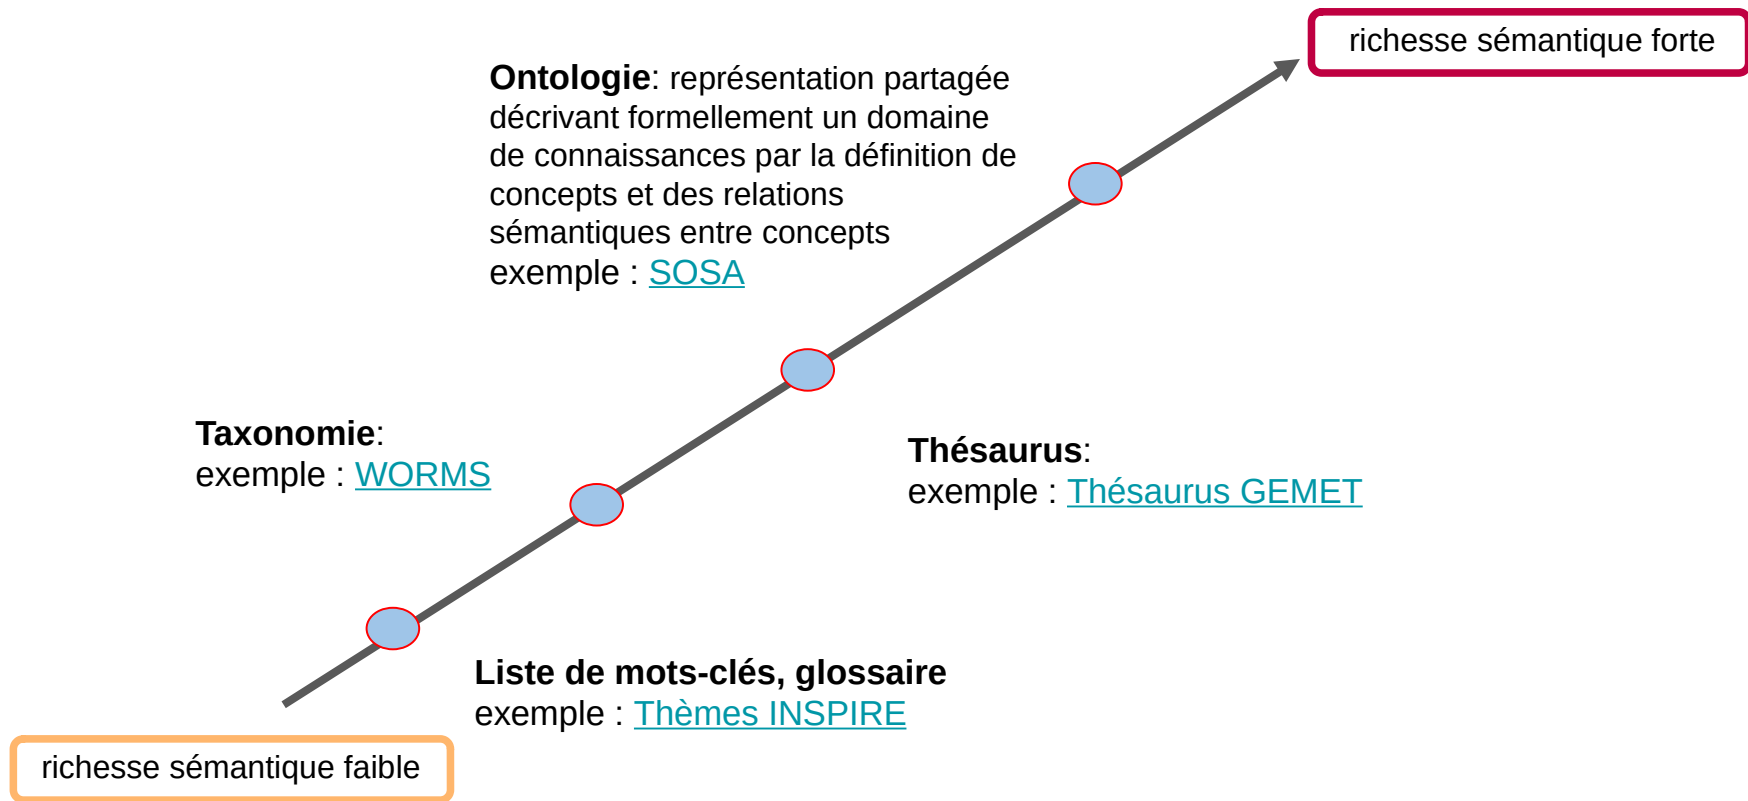 richesse sémantique forte
Ontologie: représentation partagée
décrivant formellement un domaine
de connaissances par la définition de
concepts et des relations
sémantiques entre concepts
exemple : SOSA
Taxonomie:
exemple : WORMS
Thésaurus:
exemple : Thésaurus GEMET
Liste de mots-clés, glossaire
exemple : Thèmes INSPIRE
richesse sémantique faible